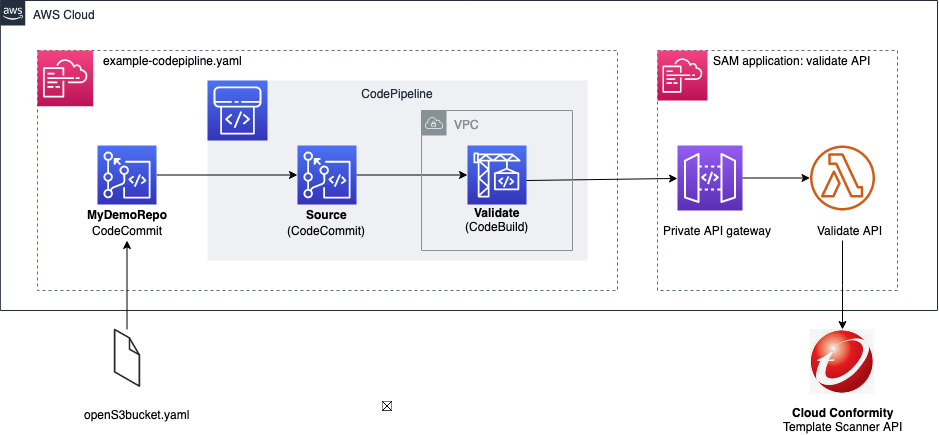 aws
AWS Cloud
example-codepipline.yaml
SAM application: validate API
CodePipeline
VPC
MyDemoRepo
CodeCommit
Source
(CodeCommit)
Validate
(CodeBuild)
Private API gateway
Validate API
openS3bucket.yaml
Cloud Conformity
Template Scanner API